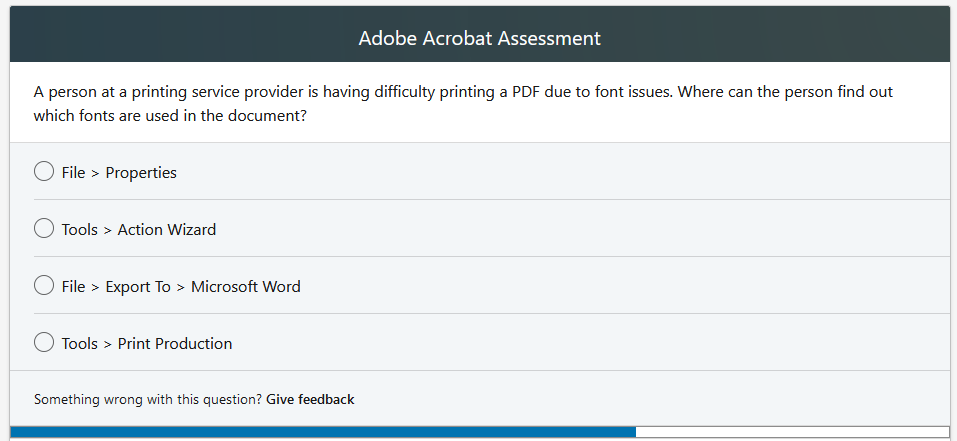 Adobe Acrobat Assessment
A person at a printing service provider is having difficulty printing a PDF due to font issues. Where can the person find out
which fonts are used in the document?
File > Properties
Tools > Action Wizard
File > Export To > Microsoft Word
Tools > Print Production
Something wrong with this question? Give feedback